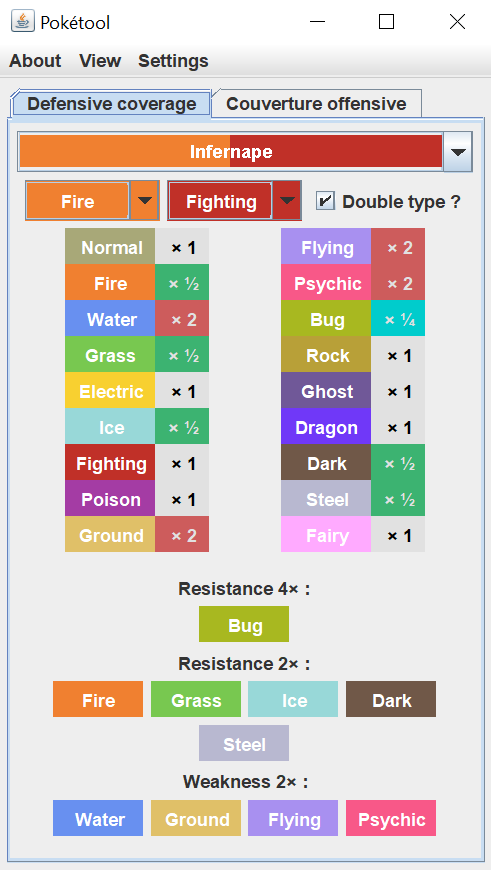 Pokétool
About View Settings
Defensive coverage Couverture offensive
Infernape
Fire Fighting Double type ?
Normal × 1 Flying × 2
Fire × ½ Psychic × 2
Water × 2 Bug × ¼
Grass × ½ Rock × 1
Electric × 1 Ghost × 1
Ice × ½ Dragon × 1
Fighting × 1 Dark × ½
Poison × 1 Steel × ½
Ground × 2 Fairy × 1
Resistance 4× :
Bug
Resistance 2× :
Fire Grass Ice Dark
Steel
Weakness 2× :
Water Ground Flying Psychic